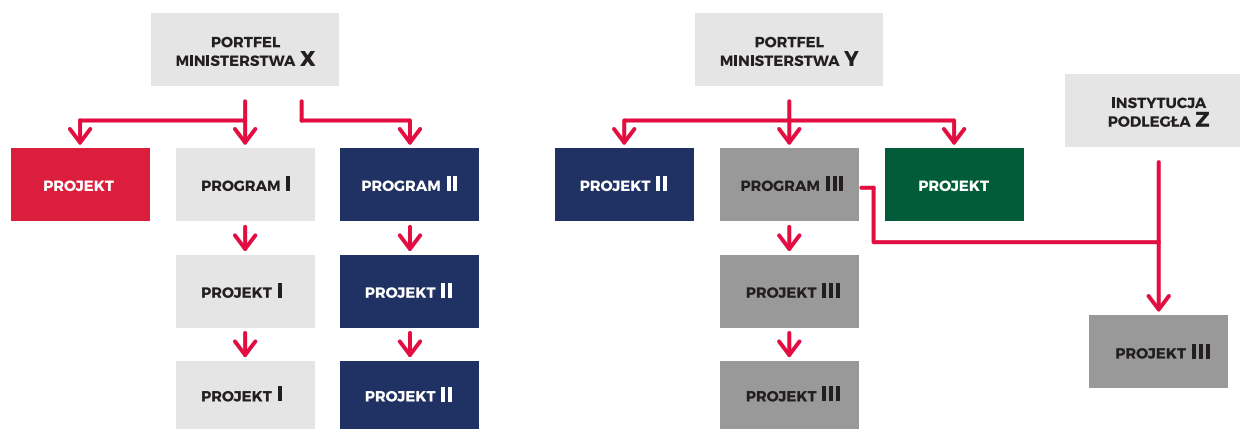 PORTFEL
MINISTERSTWA X
PORTFEL
MINISTERSTWA Y
INSTYTUCJA
PODLEGŁA Z
PROJEKT
PROGRAM I
PROGRAM II
PROJEKT II
PROGRAM III
PROJEKT
PROJEKT I
PROJEKT II
PROJEKT III
PROJEKT III
PROJEKT I
PROJEKT II
PROJEKT III